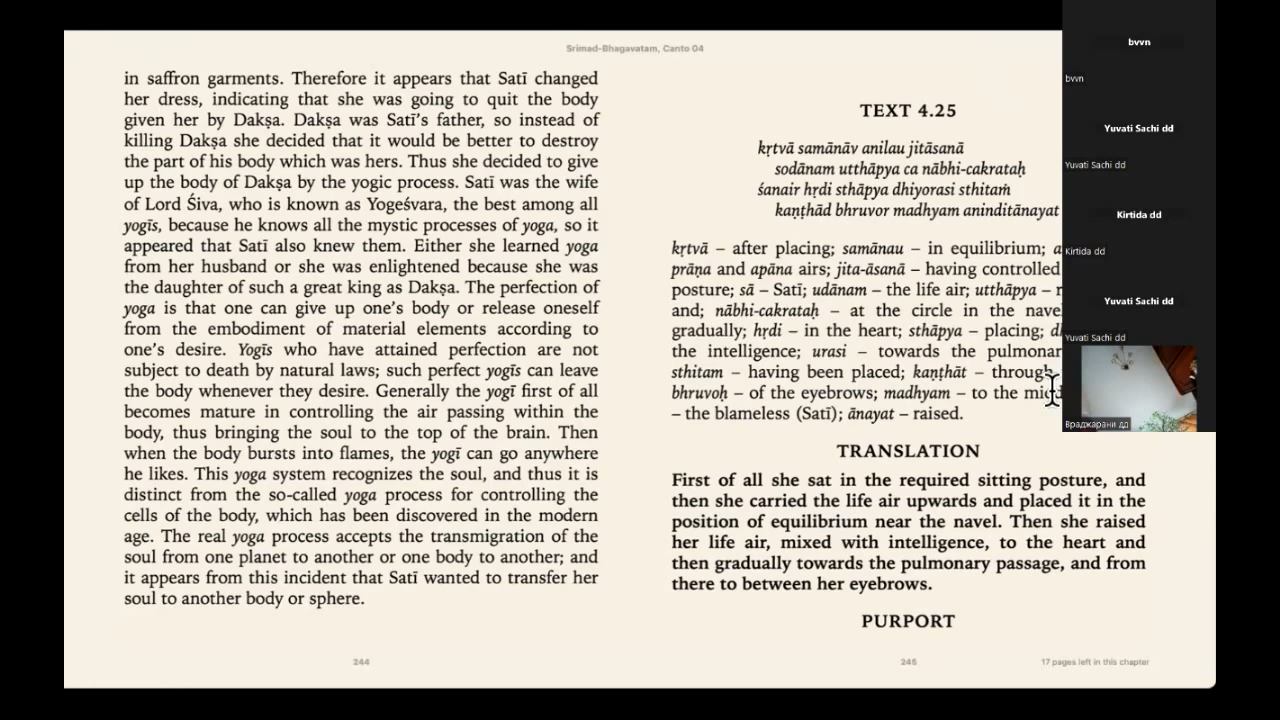 Srimad-Bhagavatam, Canto 04
in saffron garments. Therefore it appears that Satī changed
her dress, indicating that she was going to quit the body
given her by Dakṣa. Dakṣa was Satī’s father, so instead of
killing Dakṣa she decided that it would be better to destroy
the part of his body which was hers. Thus she decided to give
up the body of Dakṣa by the yogic process. Satī was the wife
of Lord Śiva, who is known as Yogeśvara, the best among all
yogīs, because he knows all the mystic processes of yoga, so it
appeared that Satī also knew them. Either she learned yoga
from her husband or she was enlightened because she was
the daughter of such a great king as Dakṣa. The perfection of
yoga is that one can give up one’s body or release oneself
from the embodiment of material elements according to
one’s desire. Yogīs who have attained perfection are not
subject to death by natural laws; such perfect yogīs can leave
the body whenever they desire. Generally the yogī first of all
becomes mature in controlling the air passing within the
body, thus bringing the soul to the top of the brain. Then
when the body bursts into flames, the yogī can go anywhere
he likes. This yoga system recognizes the soul, and thus it is
distinct from the so-called yoga process for controlling the
cells of the body, which has been discovered in the modern
age. The real yoga process accepts the transmigration of the
soul from one planet to another or one body to another; and
it appears from this incident that Satī wanted to transfer her
soul to another body or sphere.
244
TEXT 4.25
kṛtvā samānāv anilau jitāsanā
sodānam utthāpya ca nābhi-cakrataḥ
śanair hṛdi sthāpya dhiyorasi sthitaṁ
kaṇṭhād bhruvor madhyam aninditānayat
kṛtvā – after placing; samānau – in equilibrium; a
prāṇa and apāna airs; jita-āsanā – having controlled
posture; sā – Satī; udānam – the life air; utthāpya – r
and; nābhi-cakrataḥ – at the circle in the nave
gradually; hṛdi – in the heart; sthāpya – placing; d
the intelligence; urasi – towards the pulmonar
sthitam – having been placed; kaṇṭhāt – through
bhruvoḥ – of the eyebrows; madhyam – to the mid
– the blameless (Satī); ānayat – raised.
TRANSLATION
First of all she sat in the required sitting posture, and
then she carried the life air upwards and placed it in the
position of equilibrium near the navel. Then she raised
her life air, mixed with intelligence, to the heart and
then gradually towards the pulmonary passage, and from
there to between her eyebrows.
PURPORT
245
17 pages left in this chapter
bvvn
bvvn
Yuvati Sachi dd
Yuvati Sachi dd
Kirtida dd
Kirtida dd
Yuvati Sachi dd
Yuvati Sachi dd
Враджарани дд